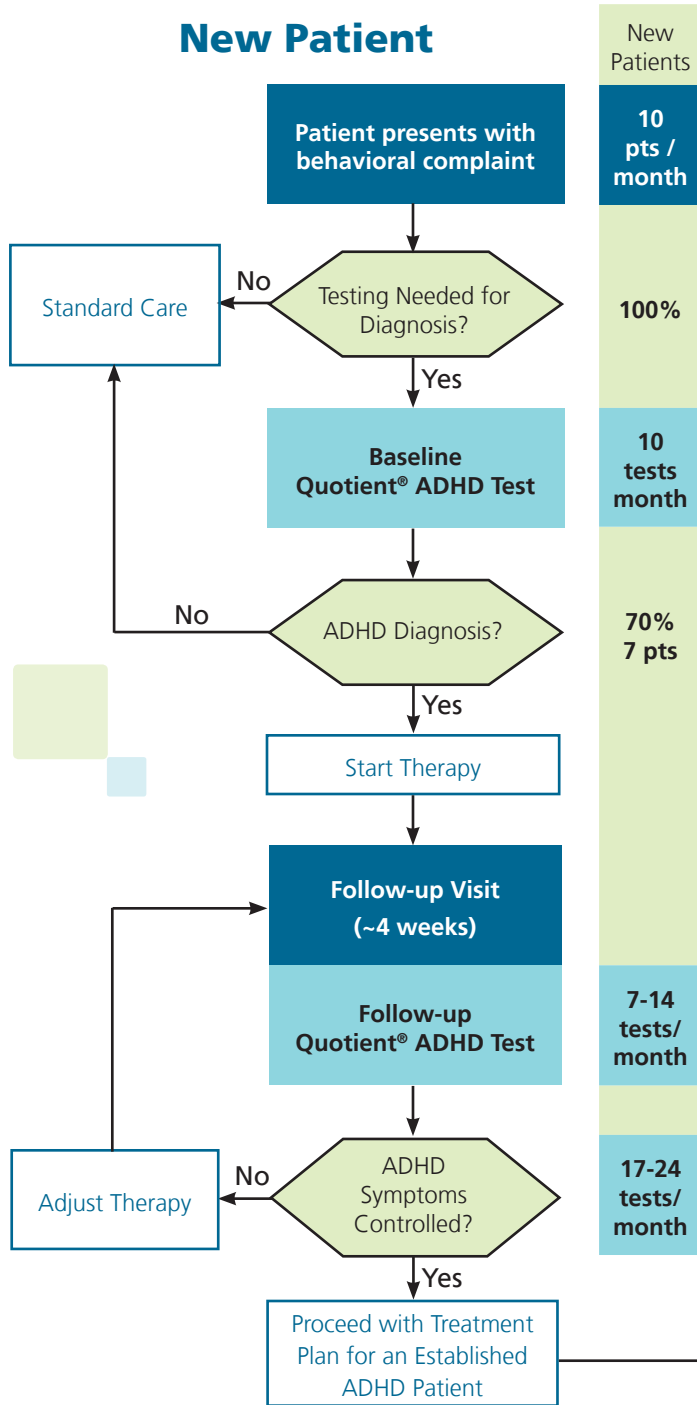 New Patient
New
Patients
Patient presents with
behavioral complaint
10
pts /
month
No
Standard Care
Testing Needed for
Diagnosis?
100%
Yes
Baseline
Quotient® ADHD Test
10
tests
month
No
ADHD Diagnosis?
70%
7 pts
Yes
Start Therapy
Follow-up Visit
(~4 weeks)
Follow-up
Quotient® ADHD Test
7-14
tests/
month
No
Adjust Therapy
ADHD
Symptoms
Controlled?
17-24
tests/
month
Yes
Proceed with Treatment
Plan for an Established
ADHD Patient